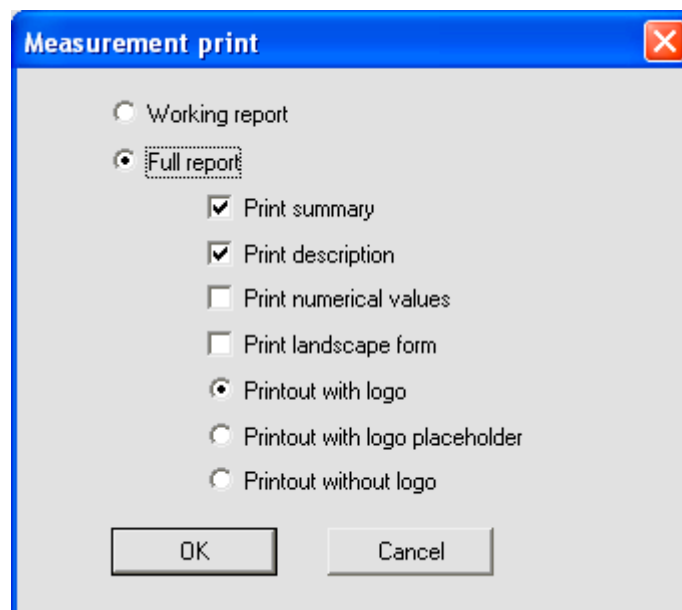 Measurement print
Working report
Full report
Print summary
Print description
Print numerical values
Print landscape form
Printout with logo
Printout with logo placeholder
Printout without logo
OK Cancel